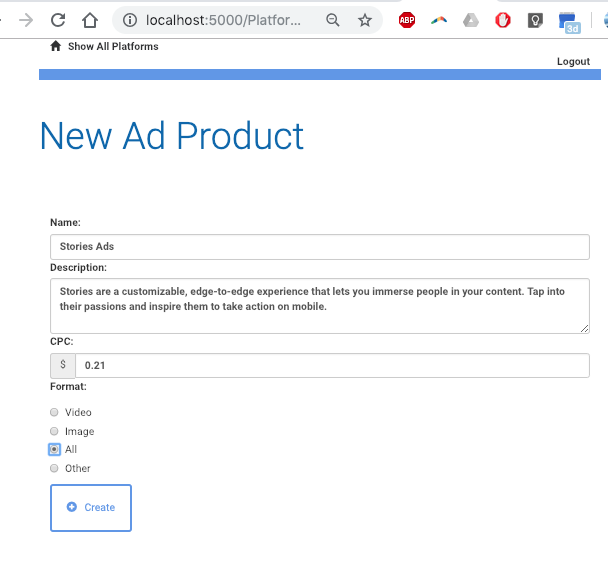 localhost:5000/Platfor...
ABP
3d
Show All Platforms
Logout
New Ad Product
Name:
Stories Ads
Description:
Stories are a customizable, edge-to-edge experience that lets you immerse people in your content. Tap into
their passions and inspire them to take action on mobile.
CPC:
$ 0.21
Format:
Video
Image
All
Other
Create